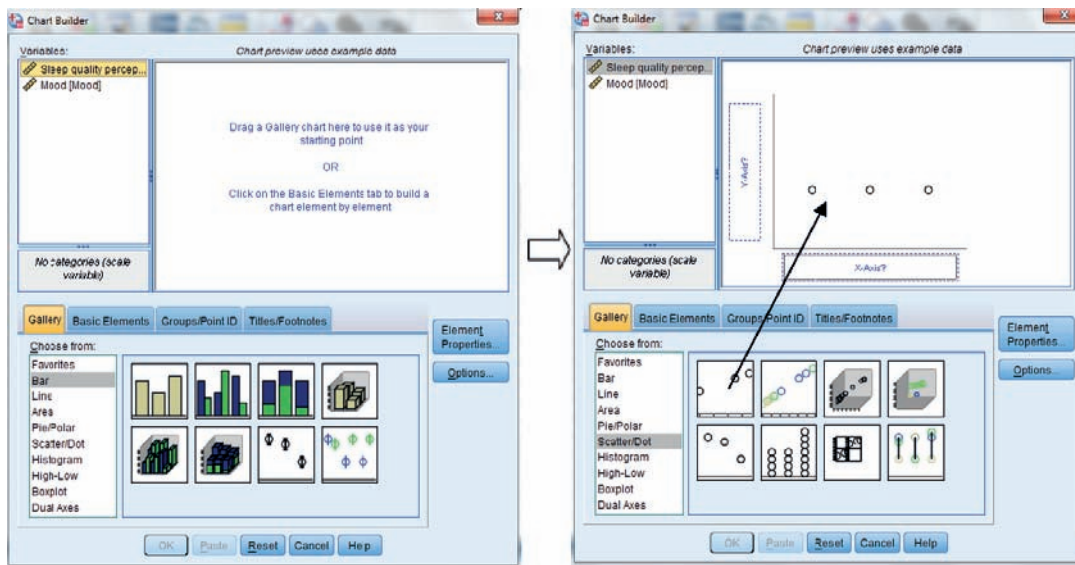 Chart Builder
Variables:
Chart preview uses example data
Sleep quality percep...
Mood [Mood]
Drag a Gallery chart here to use it as your
starting point
OR
Click on the Basic Elements tab to build a
chart element by element
No categories (scale
variable)
Gallery
Basic Elements
Groups/Point ID
Titles/Footnotes
Choose from:
Favorites
Bar
Line
Area
Pie/Polar
Scatter/Dot
Histogram
High-Low
Boxplot
Dual Axes
Element
Properties...
Options...
OK
Paste
Reset
Cancel
Help
Chart Builder
Variables:
Chart preview uses example data
Sleep quality percep...
Mood [Mood]
Y-Axis?
X-Axis?
No categories (scale
variable)
Gallery
Basic Elements
Groups/Point ID
Titles/Footnotes
Choose from:
Favorites
Bar
Line
Area
Pie/Polar
Scatter/Dot
Histogram
High-Low
Boxplot
Dual Axes
Element
Properties...
Options...
OK
Paste
Reset
Cancel
Help